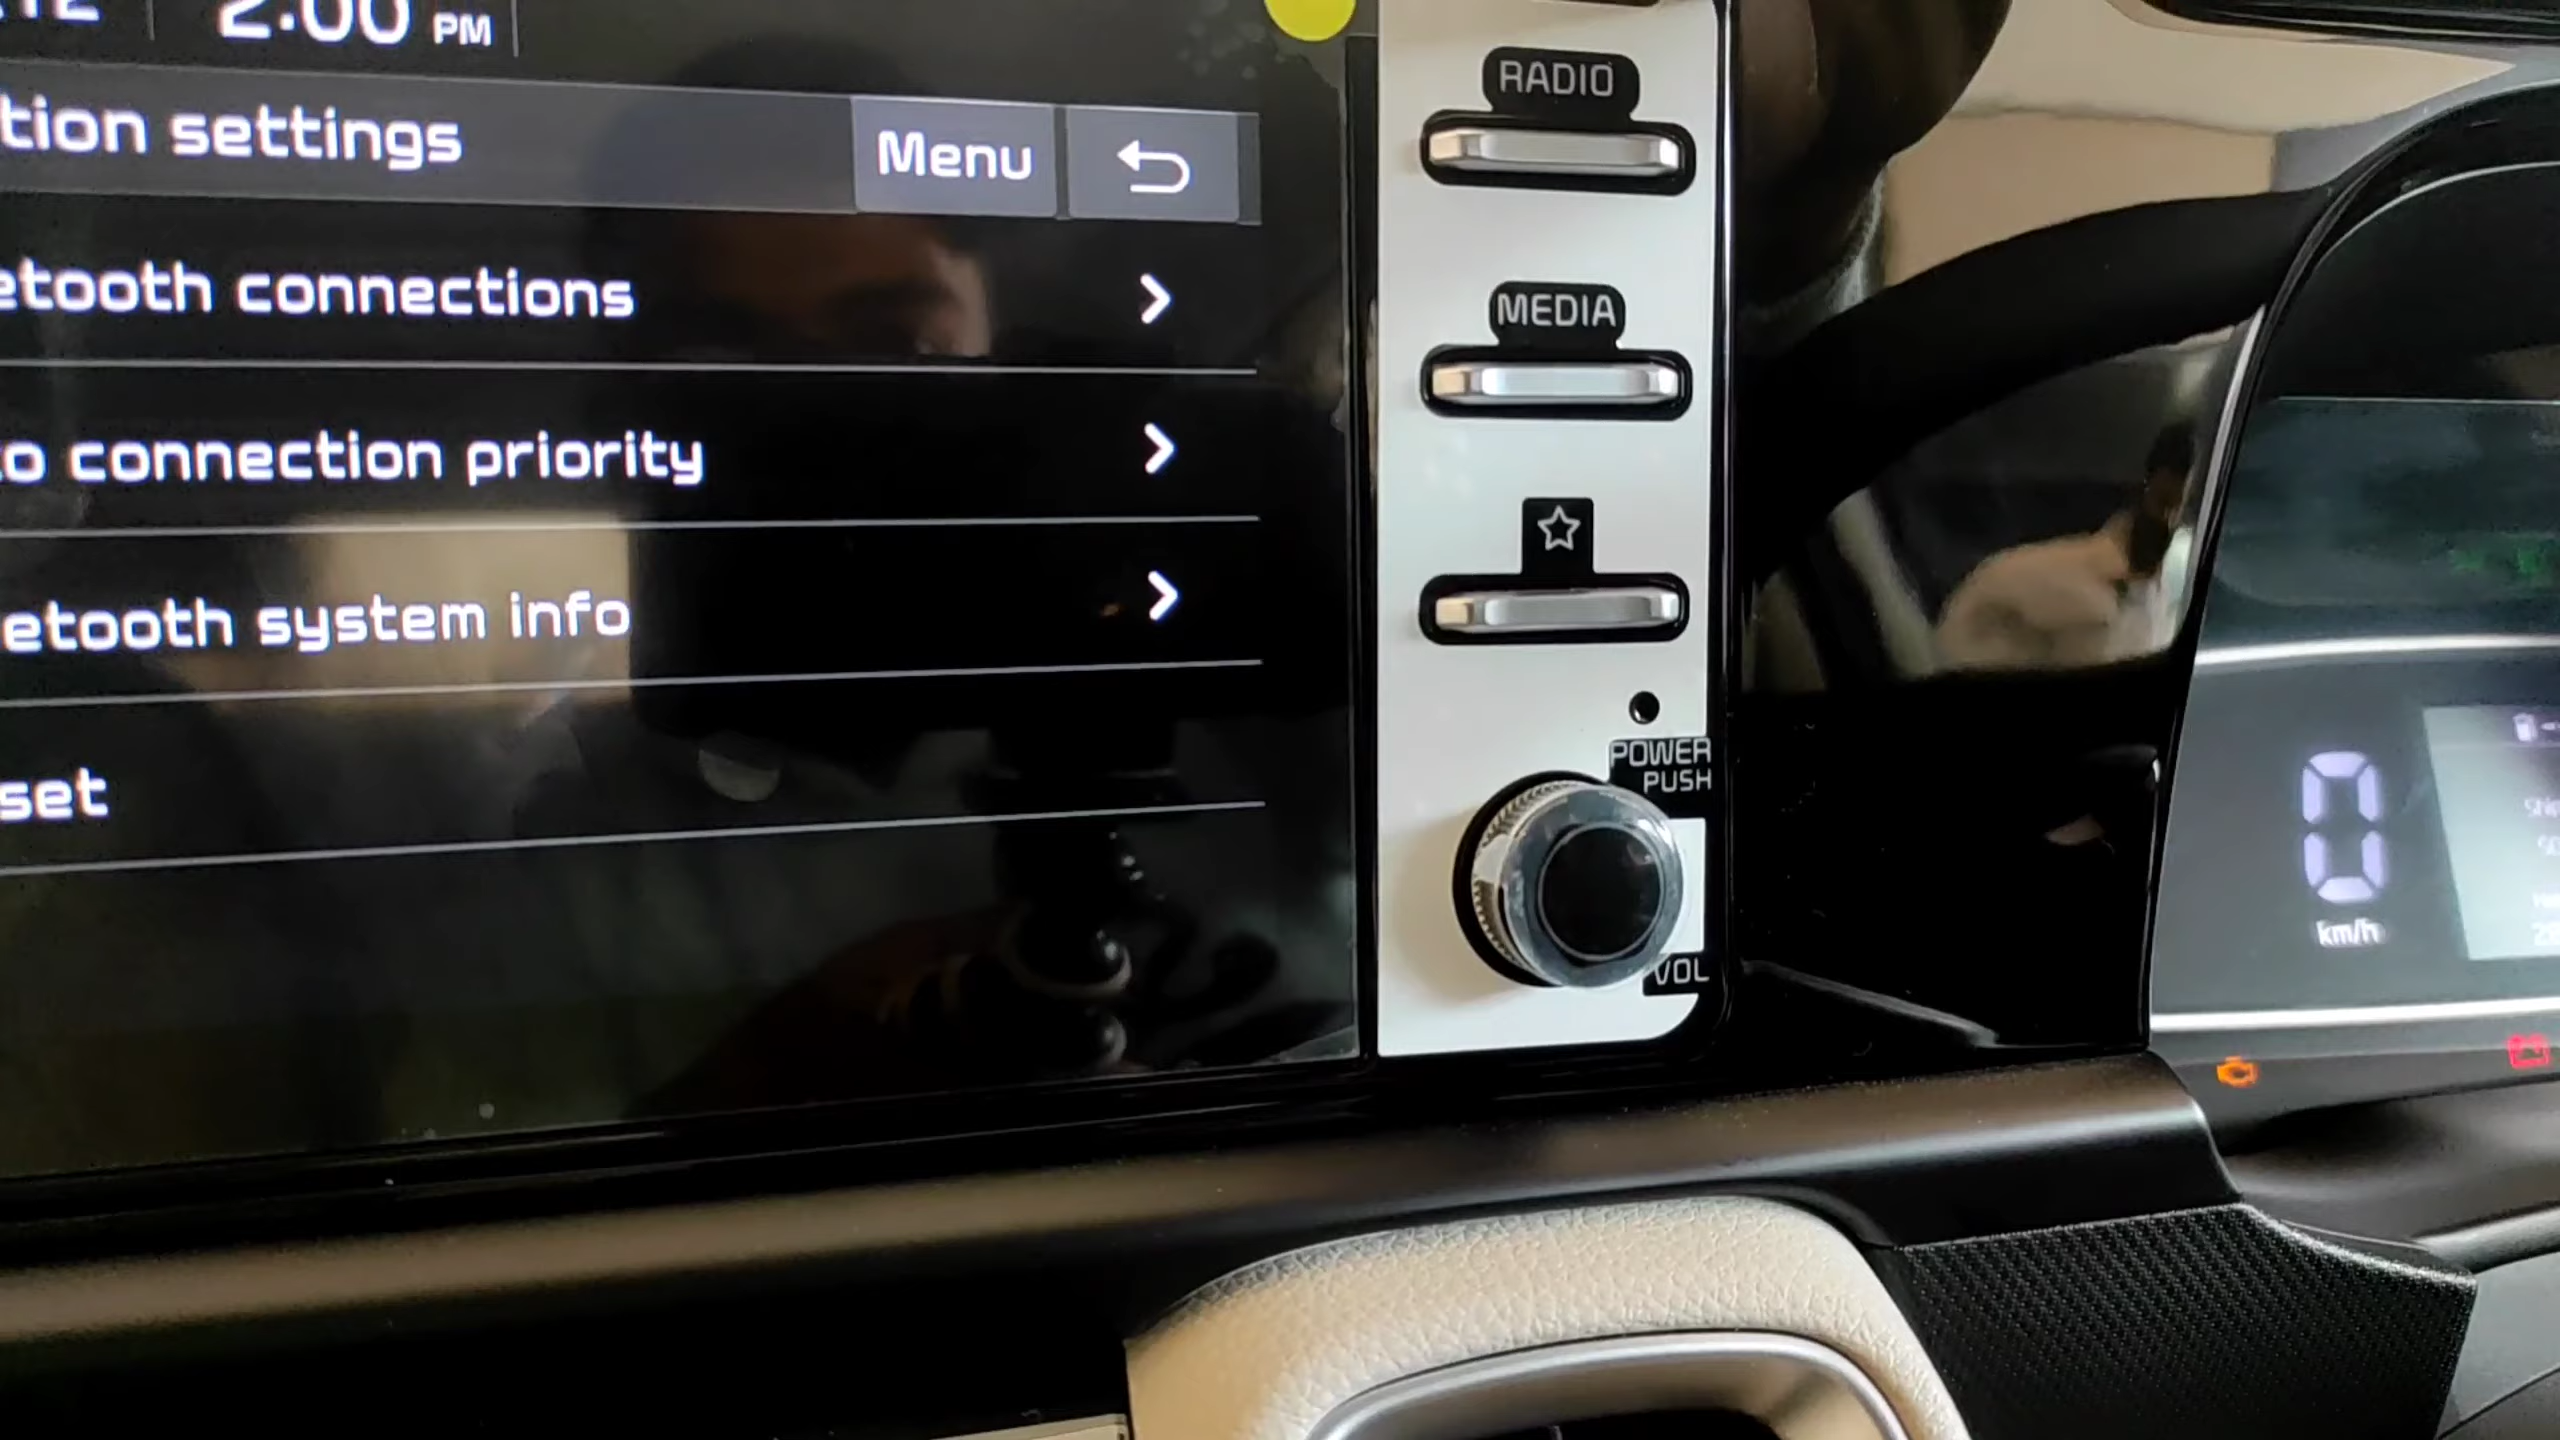 2:00 PM
tion settings
Menu
etooth connections
to connection priority
etooth system info
set
RADIO
MEDIA
POWER
PUSH
VOL
0
km/h